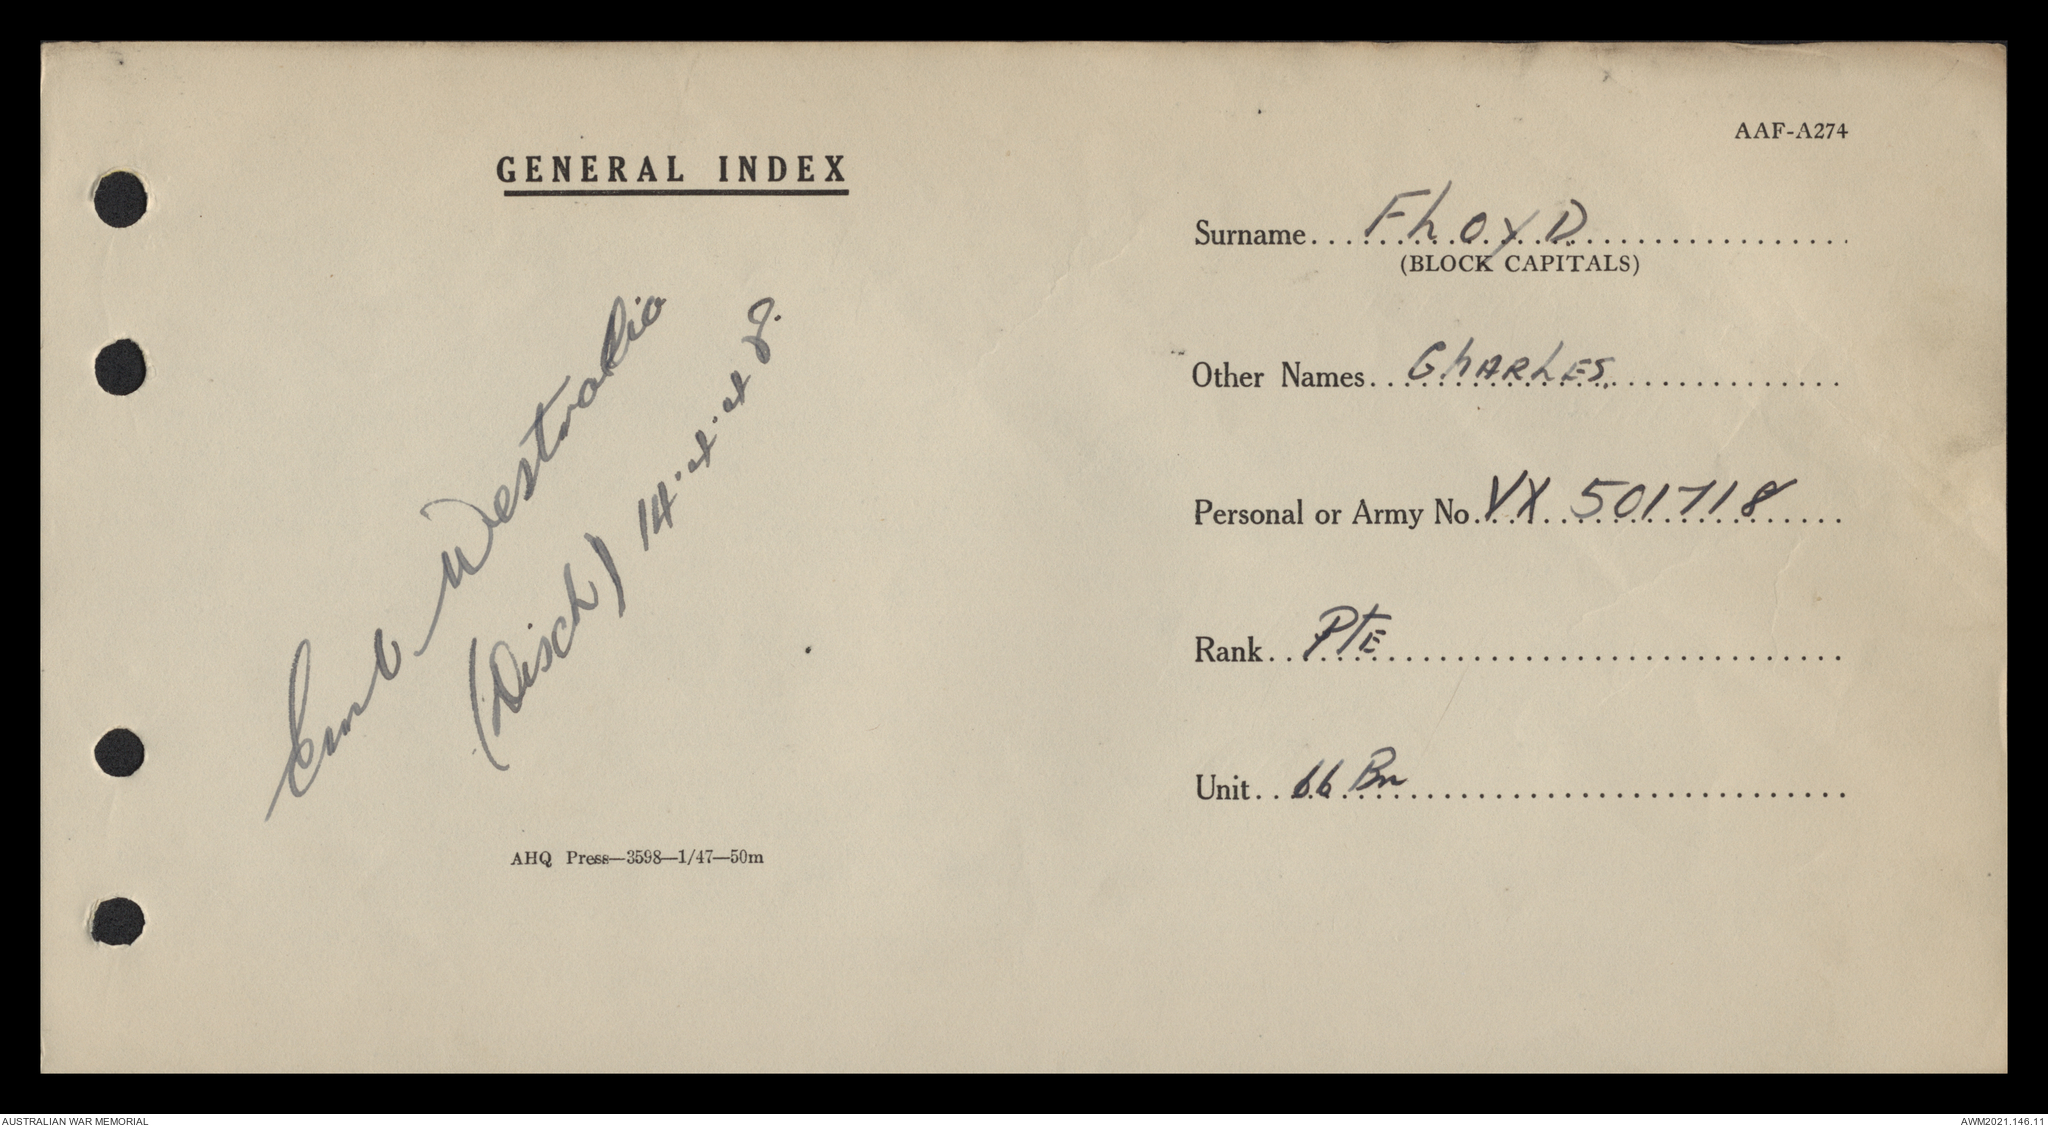 AAF-A274
GENERAL INDEX
Emb Westralia
(Disch) 14.4.48.
AHQ Press—3598—1/47—50m
Surname FLOYD
(BLOCK CAPITALS)
Other Names CHARLES.
Personal or Army No. VX 501718
Rank PTE
Unit 66 Bn
AUSTRALIAN WAR MEMORIAL
AWM2021.146.11